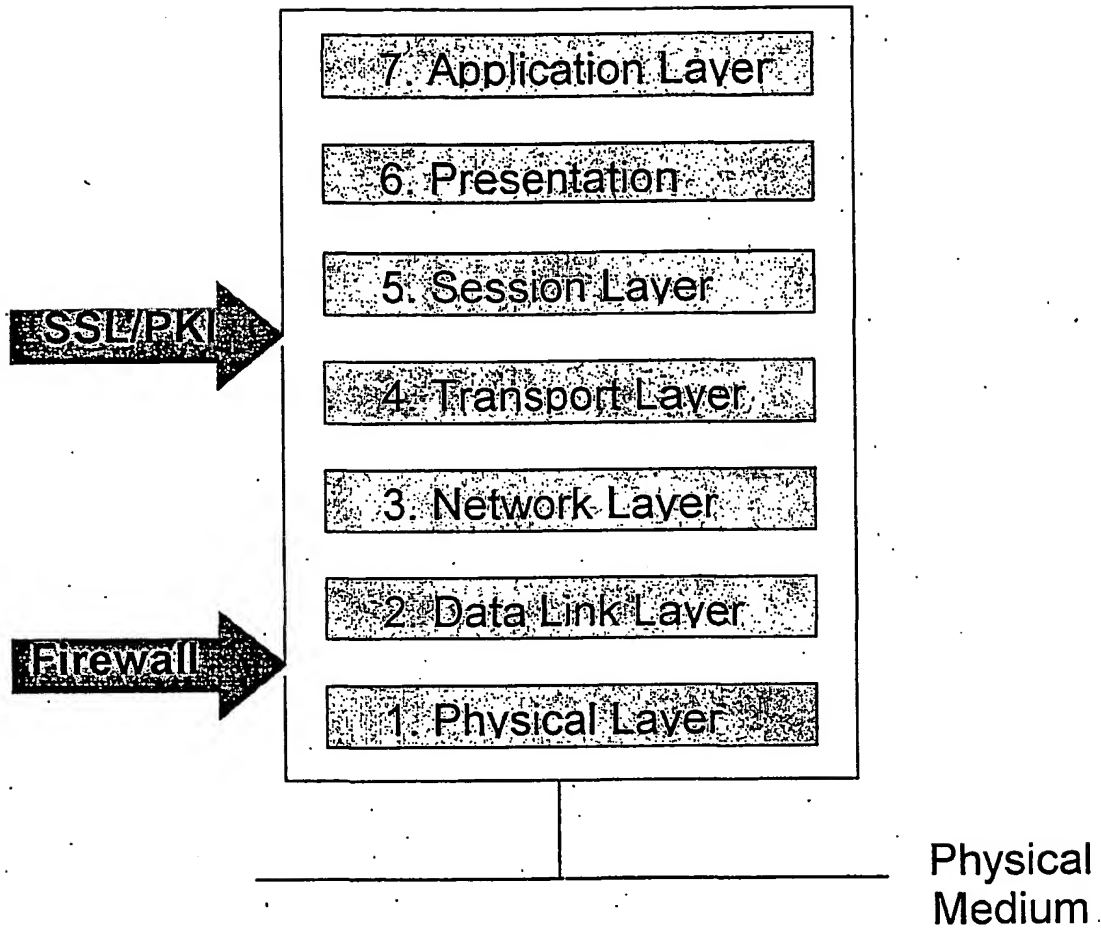 7. Application Layer
6. Presentation
5. Session Layer
SSL/PKI
4. Transport Layer
3. Network Layer
2. Data Link Layer
Firewall
1. Physical Layer
Physical
Medium